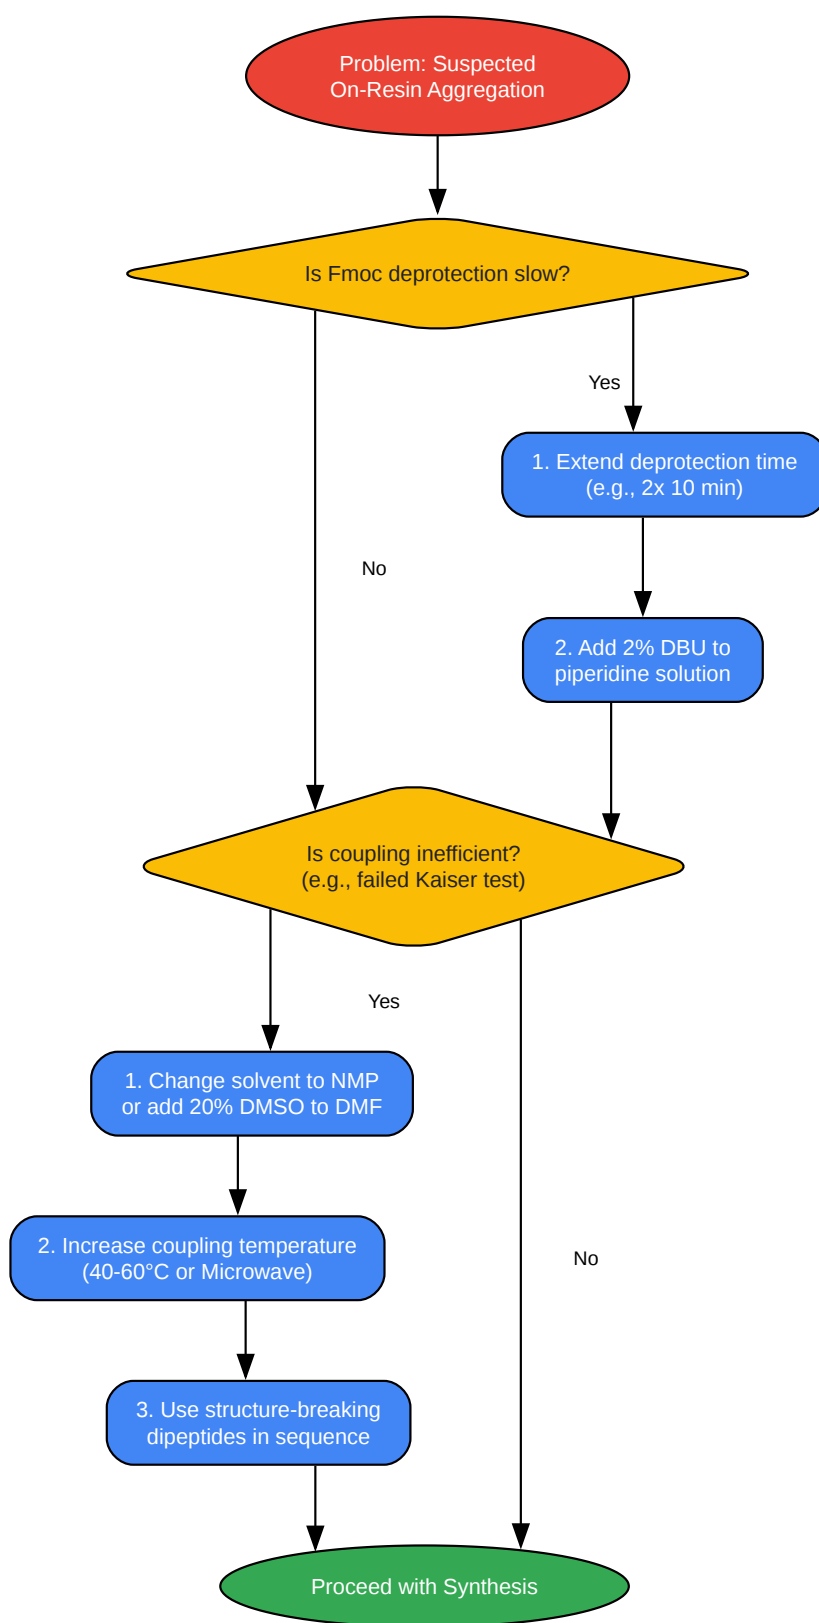 Problem: Suspected
On-Resin Aggregation
Is Fmoc deprotection slow?
Yes
1. Extend deprotection time
(e.g., 2x 10 min)
No
2. Add 2% DBU to
piperidine solution
Is coupling inefficient?
(e.g., failed Kaiser test)
Yes
1. Change solvent to NMP
or add 20% DMSO to DMF
2. Increase coupling temperature
(40-60°C or Microwave)
No
3. Use structure-breaking
dipeptides in sequence
Proceed with Synthesis